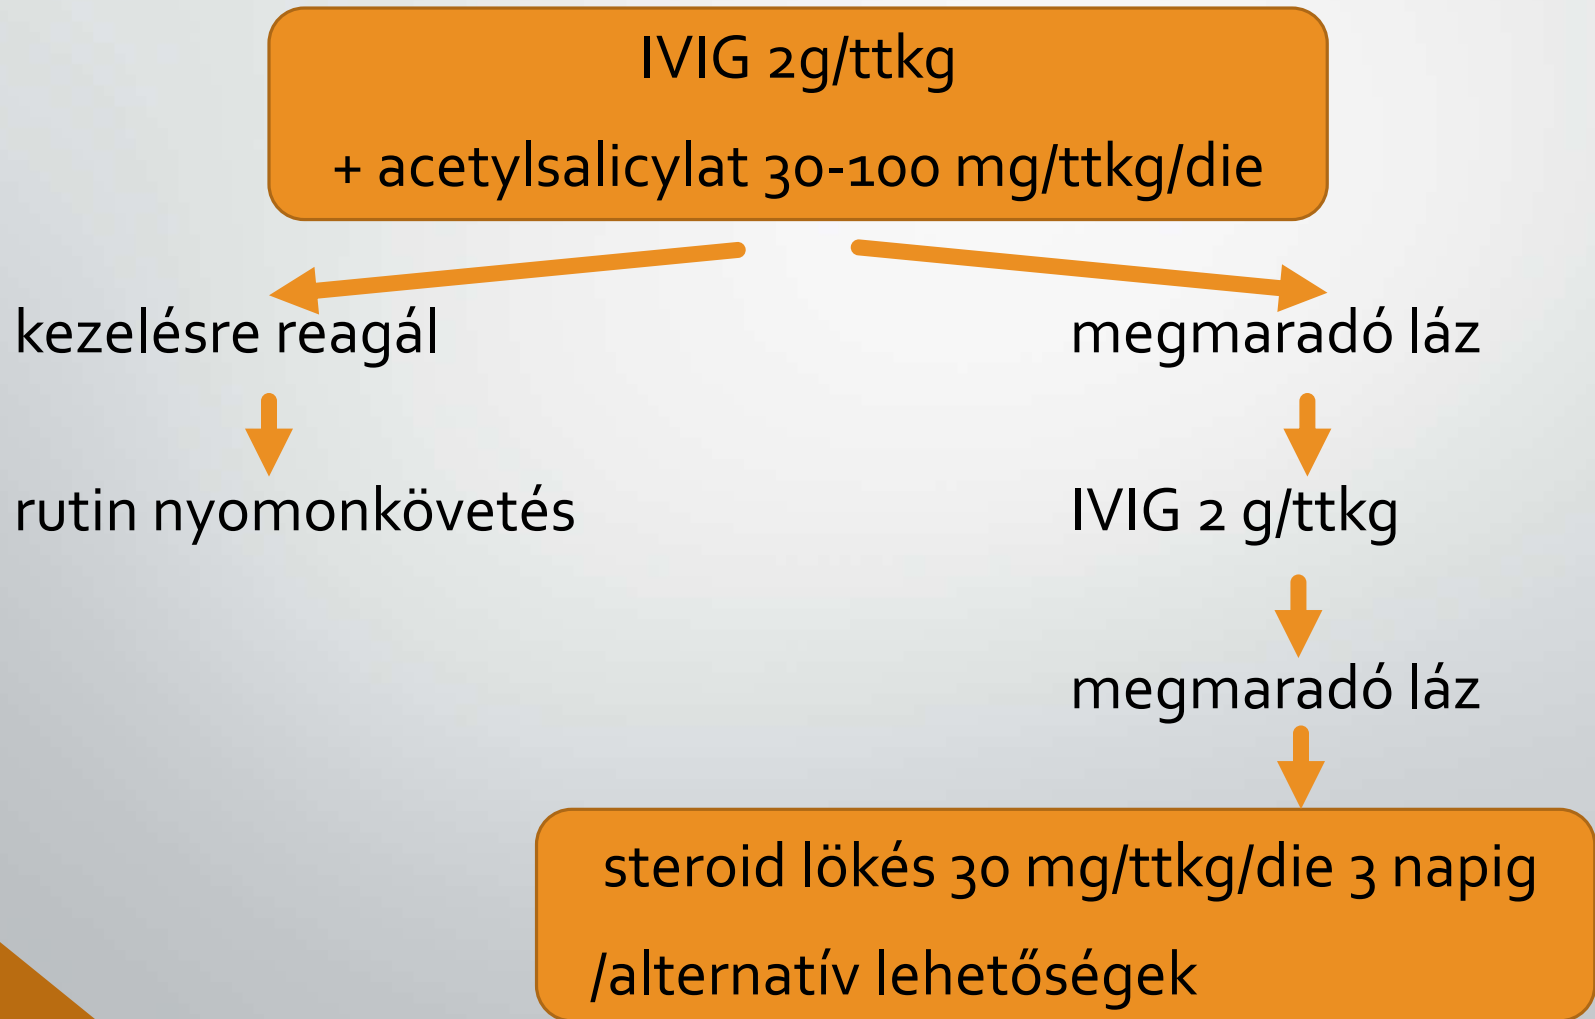 IVIG 2g/ttkg
+ acetylsalicylat 30-100 mg/ttkg/die
kezelésre reagál
megmaradó láz
rutin nyomonkövetés
IVIG 2 g/ttkg
megmaradó láz
steroid lökés 30 mg/ttkg/die 3 napig
/alternatív lehetőségek